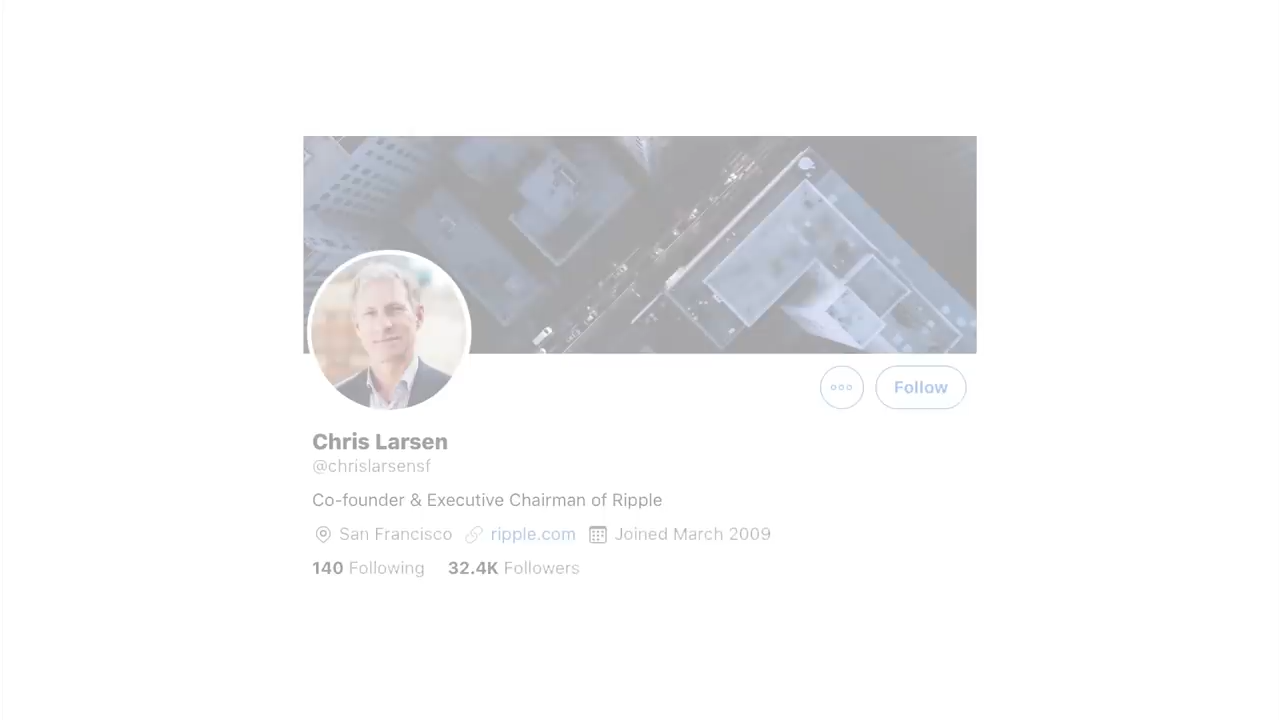 Follow
Chris Larsen
@chrislarsensf
Co-founder & Executive Chairman of Ripple
San Francisco ripple.com Joined March 2009
140 Following 32.4K Followers